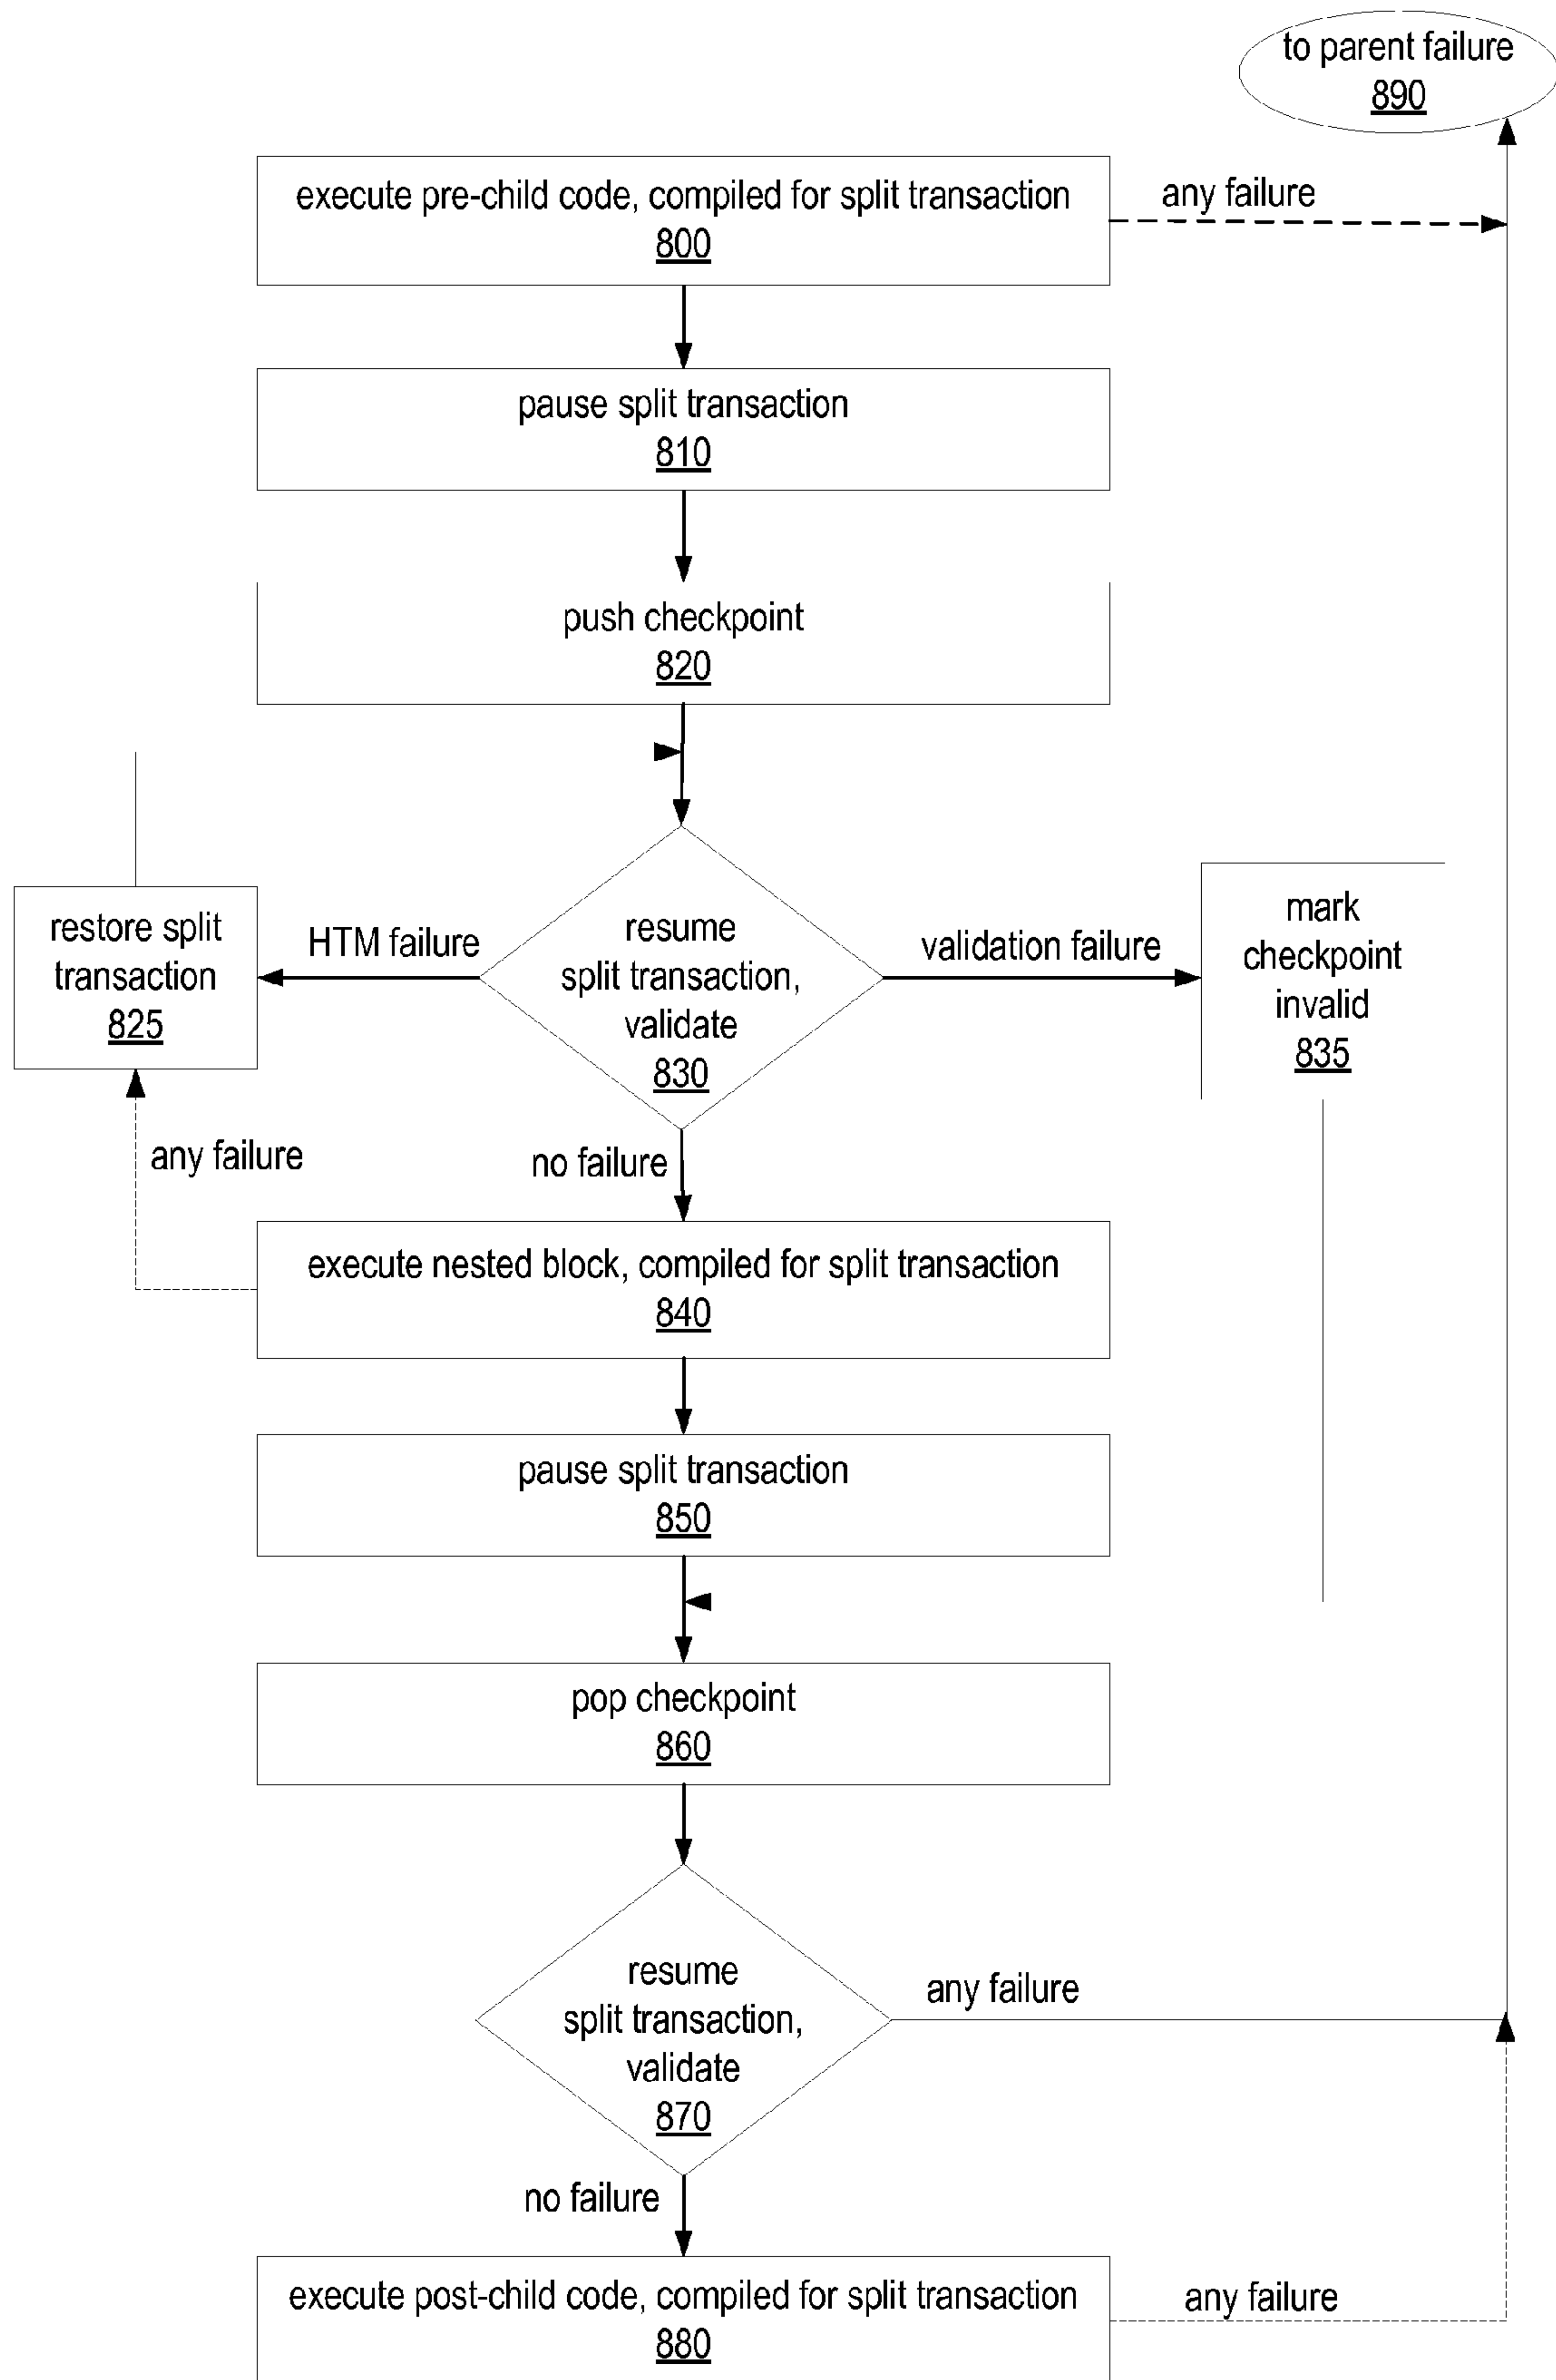 to parent failure
890
execute pre-child code, compiled for split transaction
800
any failure
pause split transaction
810
push checkpoint
820
restore split
transaction
825
HTM failure
resume
split transaction,
validate
830
validation failure
mark
checkpoint
invalid
835
any failure
no failure
execute nested block, compiled for split transaction
840
pause split transaction
850
pop checkpoint
860
resume
split transaction,
validate
870
any failure
no failure
execute post-child code, compiled for split transaction
880
any failure